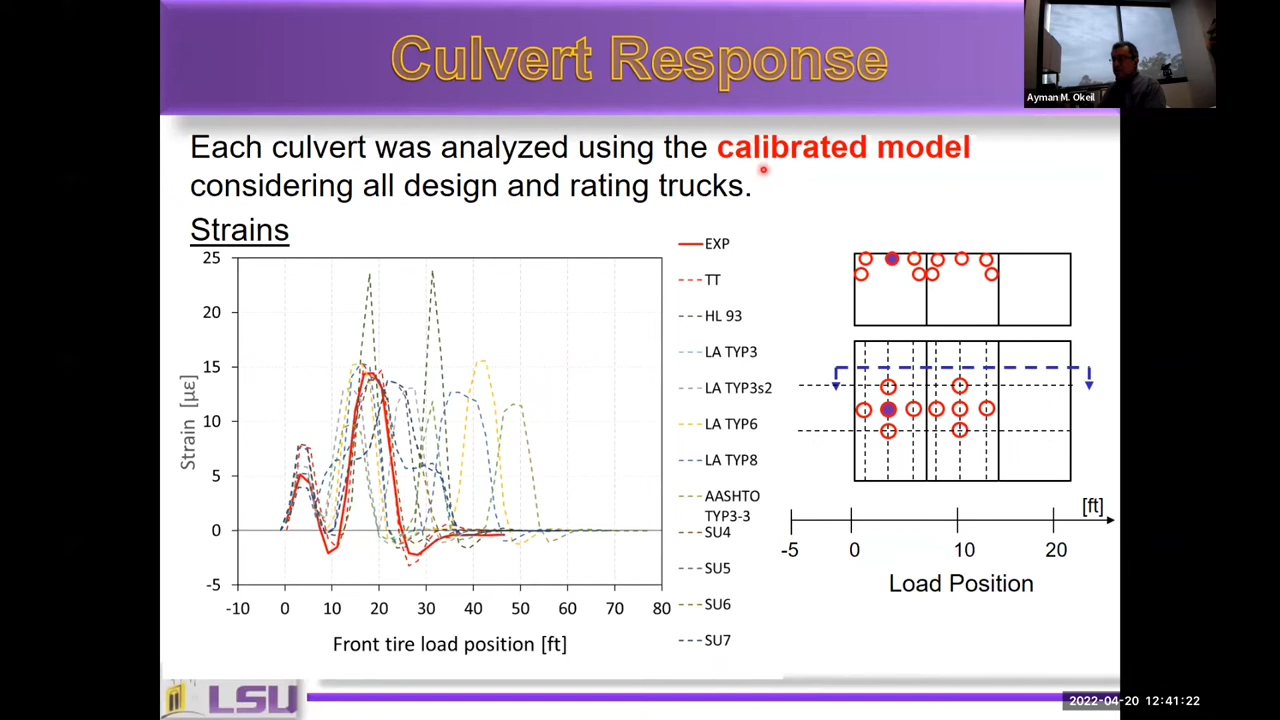 Culvert Response
Ayman M. Okeil
Each culvert was analyzed using the calibrated model
considering all design and rating trucks.
Strains
25
20
15
10
5
0
-5
Strain [με]
-10 0 10 20 30 40 50 60 70 80
Front tire load position [ft]
EXP
TT
HL 93
LA TYP3
LA TYP3s2
LA TYP6
LA TYP8
AASHTO
TYP3-3
SU4
SU5
SU6
SU7
[ft]
-5 0 10 20
Load Position
LSU
2022-04-20 12:41:22